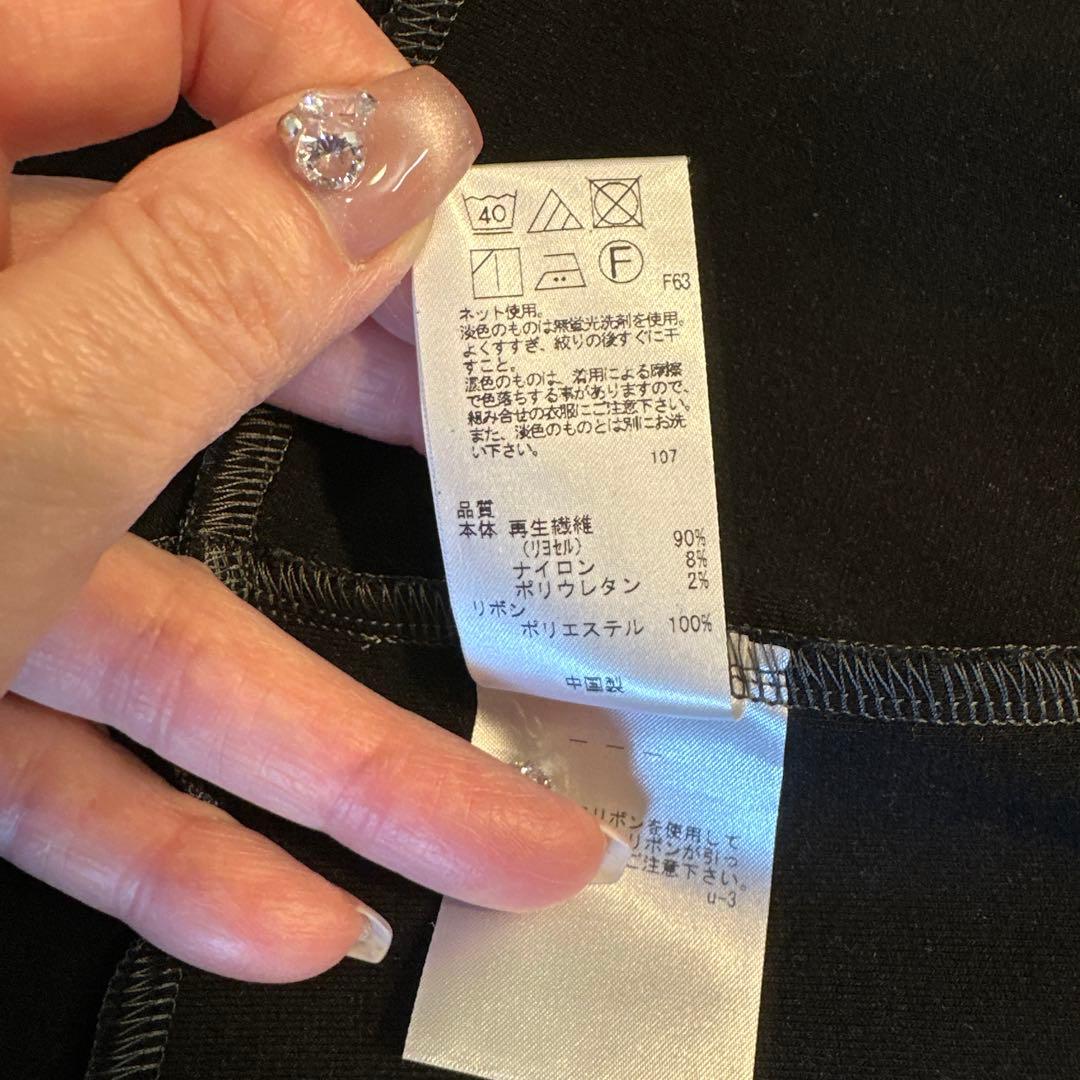 40
F
F63
ネット使用。
淡色のものは無蛍光洗剤を使用。
よくすすぎ、絞りの後すぐに干
すこと。
濃色のものは、着用による摩擦
で色落ちする事がありますので、
組み合せの衣服にご注意下さい。
また、淡色のものとは別にお洗
い下さい。
107
品質
本体 再生繊維 90%
(リヨセル)
ナイロン 8%
ポリウレタン 2%
リボン
ポリエステル 100%
中国製
リボンを使用して
リボンが引っ
ご注意下さい。
u-3